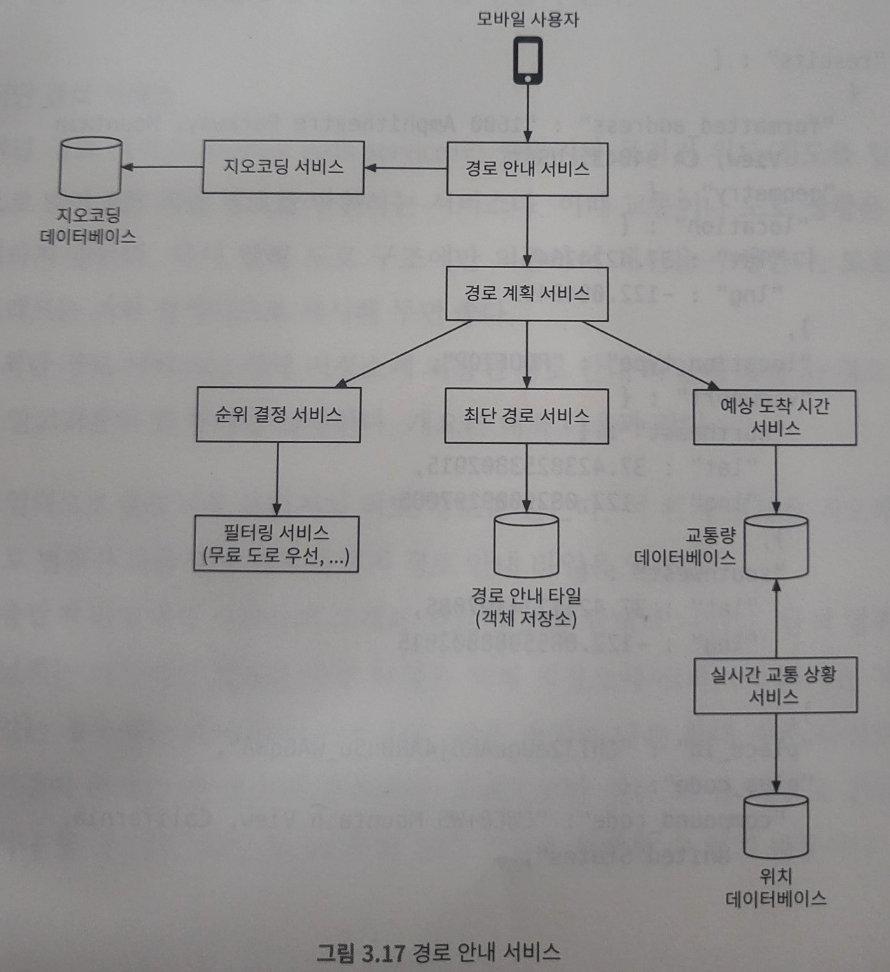 모바일 사용자
지오코딩 서비스
경로 안내 서비스
지오코딩
데이터베이스
경로 계획 서비스
순위 결정 서비스
최단 경로 서비스
예상 도착 시간
서비스
필터링 서비스
(무료 도로 우선, ...)
교통량
데이터베이스
경로 안내 타일
(객체 저장소)
실시간 교통 상황
서비스
위치
데이터베이스
그림 3.17 경로 안내 서비스